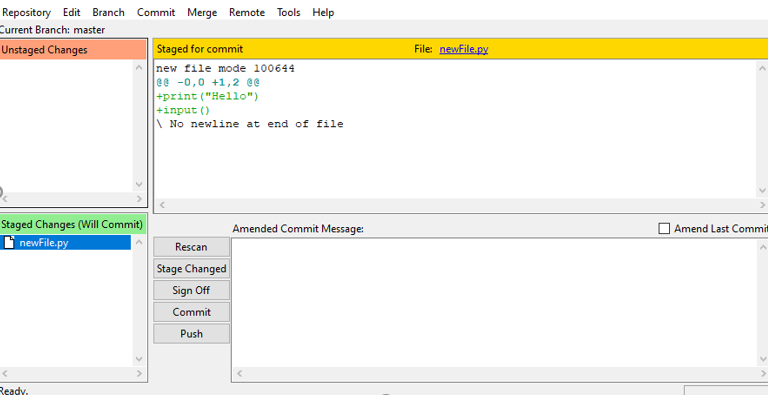 Repository Edit Branch Commit Merge Remote Tools Help
Current Branch: master
Unstaged Changes
Staged for commit File: newFile.py
new file mode 100644
@@ -0,0 +1,2 @@
+print("Hello")
+input()
\ No newline at end of file
Staged Changes (Will Commit)
newFile.py
Amended Commit Message: Amend Last Commit
Rescan
Stage Changed
Sign Off
Commit
Push
Ready.